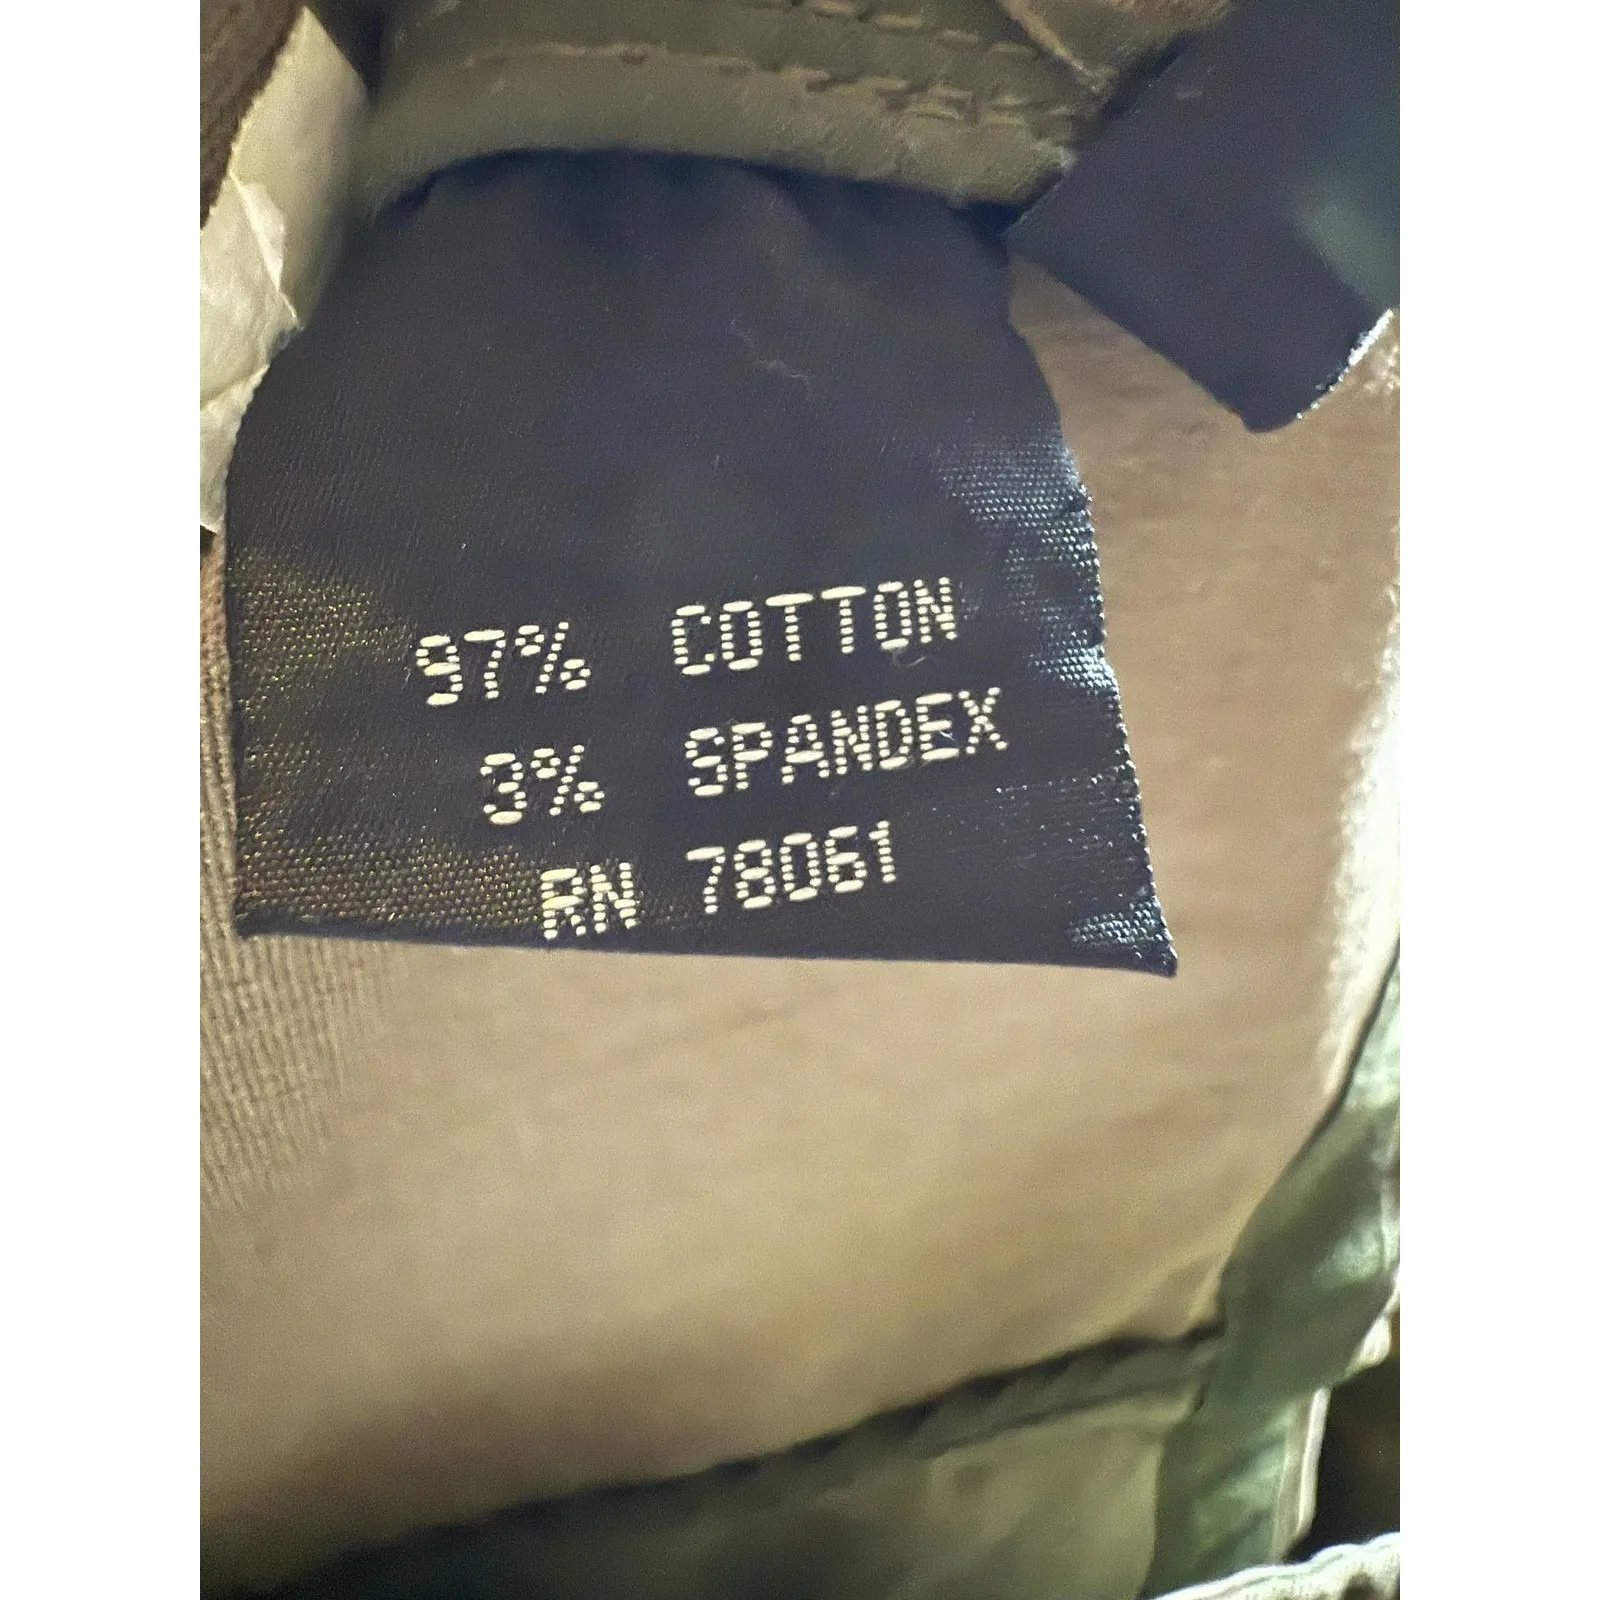 97% COTTON
3% SPANDEX
RN 78061